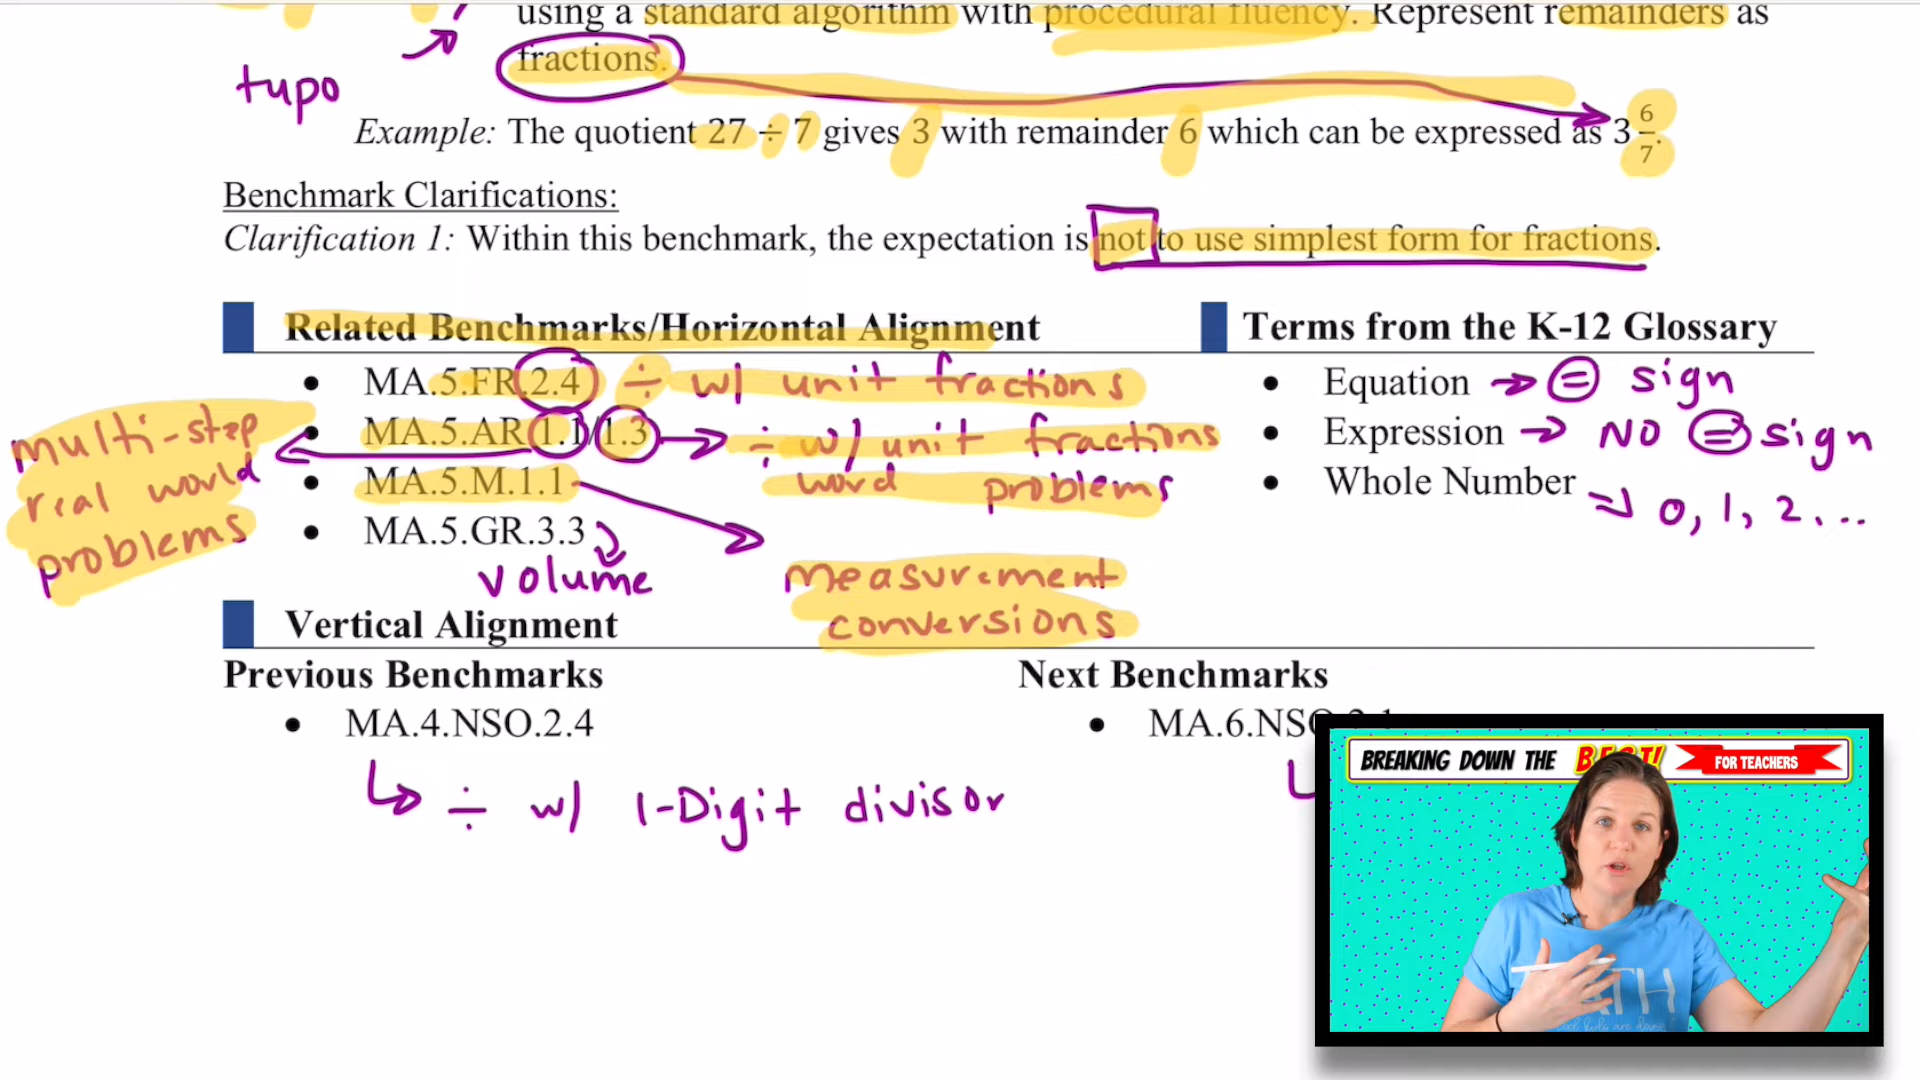 using a standard algorithm with procedural fluency. Represent remainders as
fractions.
typo
Example: The quotient 27 ÷ 7 gives 3 with remainder 6 which can be expressed as 3 6/7.
Benchmark Clarifications:
Clarification 1: Within this benchmark, the expectation is not to use simplest form for fractions.
Related Benchmarks/Horizontal Alignment
• MA.5.FR.2.4 ÷ w/ unit fractions
• MA.5.AR.1.1/1.3 → ÷ w/ unit fractions
word problems
• MA.5.M.1.1
measurement
conversions
• MA.5.GR.3.3
volume
multi-step
real world
problems
Terms from the K-12 Glossary
• Equation → = sign
• Expression → NO = sign
• Whole Number → 0, 1, 2, ...
Vertical Alignment
Previous Benchmarks
• MA.4.NSO.2.4
÷ w/ 1-Digit divisor
Next Benchmarks
• MA.6.NSO.2.1
BREAKING DOWN THE B.E.S.T.! FOR TEACHERS